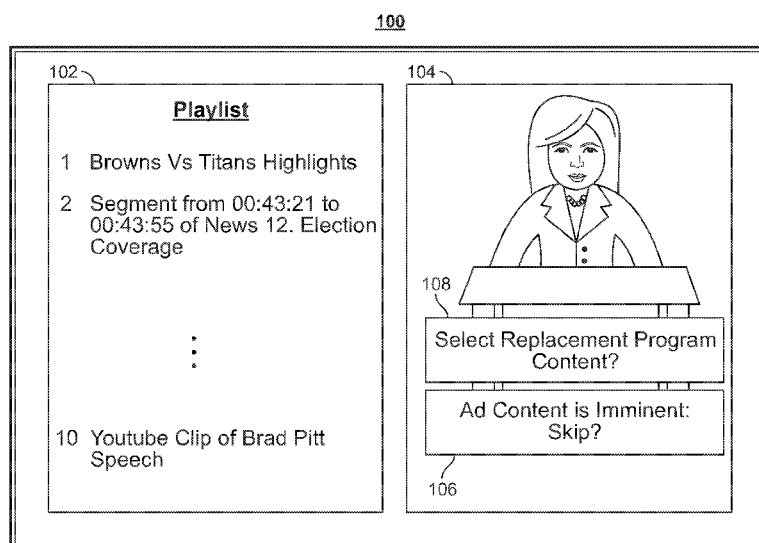 100
102
Playlist
1 Browns Vs Titans Highlights
2 Segment from 00:43:21 to
00:43:55 of News 12. Election
Coverage
10 Youtube Clip of Brad Pitt
Speech
104
108
Select Replacement Program
Content?
Ad Content is Imminent:
Skip?
106